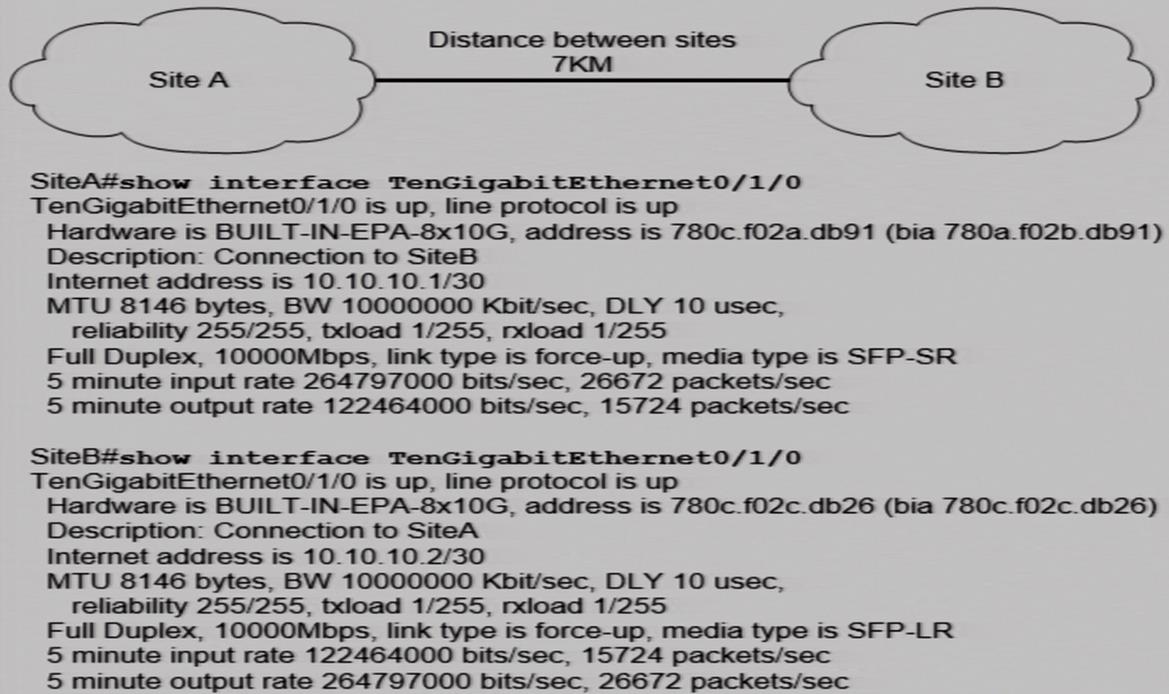 Distance between sites
7KM
Site A
Site B
SiteA#show interface TenGigabitEthernet0/1/0
TenGigabitEthernet0/1/0 is up, line protocol is up
Hardware is BUILT-IN-EPA-8x10G, address is 780c.f02a.db91 (bia 780a.f02b.db91)
Description: Connection to SiteB
Internet address is 10.10.10.1/30
MTU 8146 bytes, BW 10000000 Kbit/sec, DLY 10 usec,
reliability 255/255, txload 1/255, rxload 1/255
Full Duplex, 10000Mbps, link type is force-up, media type is SFP-SR
5 minute input rate 264797000 bits/sec, 26672 packets/sec
5 minute output rate 122464000 bits/sec, 15724 packets/sec
SiteB#show interface TenGigabitEthernet0/1/0
TenGigabitEthernet0/1/0 is up, line protocol is up
Hardware is BUILT-IN-EPA-8x10G, address is 780c.f02c.db26 (bia 780c.f02c.db26)
Description: Connection to SiteA
Internet address is 10.10.10.2/30
MTU 8146 bytes, BW 10000000 Kbit/sec, DLY 10 usec,
reliability 255/255, txload 1/255, rxload 1/255
Full Duplex, 10000Mbps, link type is force-up, media type is SFP-LR
5 minute input rate 122464000 bits/sec, 15724 packets/sec
5 minute output rate 264797000 bits/sec, 26672 packets/sec